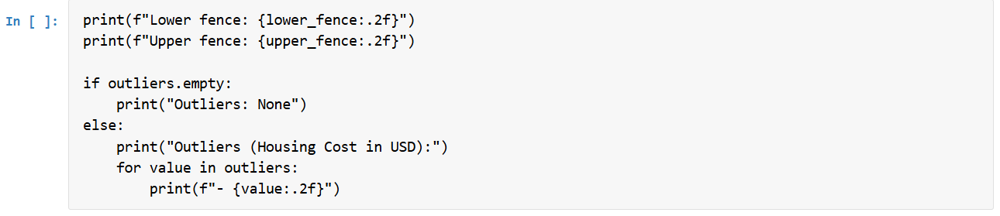 In [ ]: print(f"Lower fence: {lower_fence:.2f}")
print(f"Upper fence: {upper_fence:.2f}")

if outliers.empty:
    print("Outliers: None")
else:
    print("Outliers (Housing Cost in USD):")
    for value in outliers:
        print(f"- {value:.2f}")